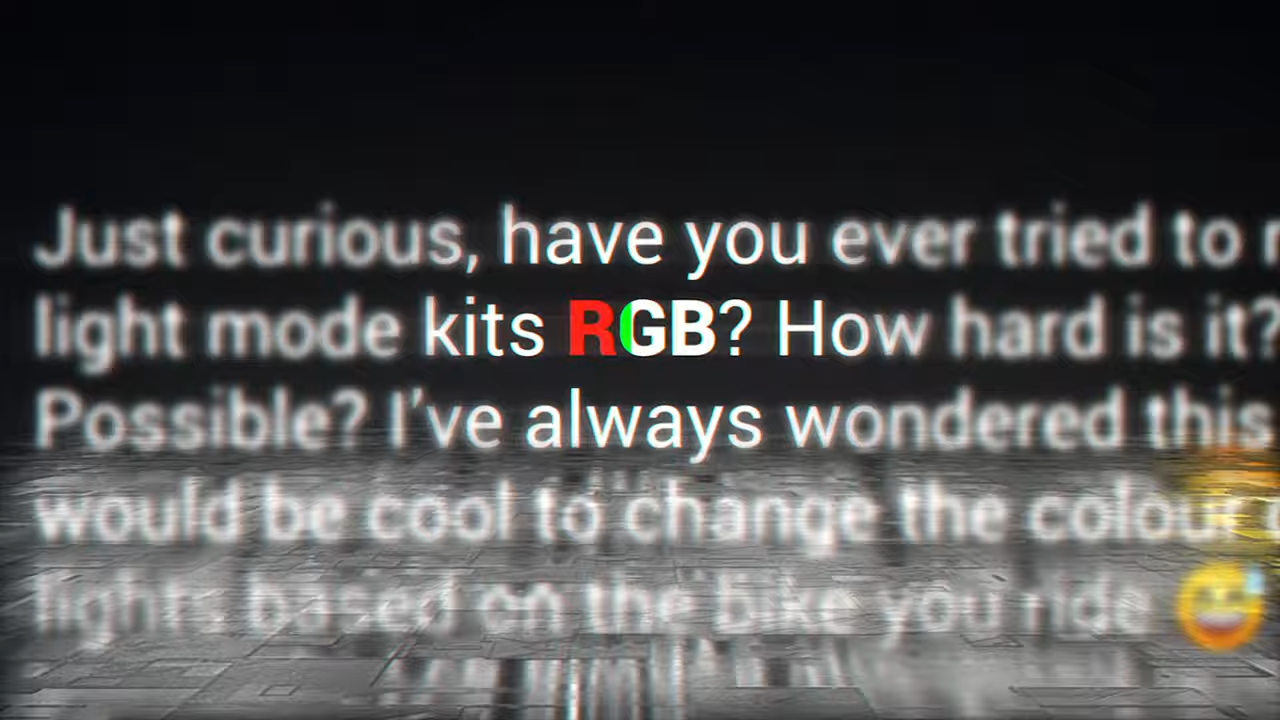 Just curious, have you ever tried to
light mode kits RGB? How hard is it?
Possible? I've always wondered this
would be cool to change the colour
lights based on the bike you ride 😅